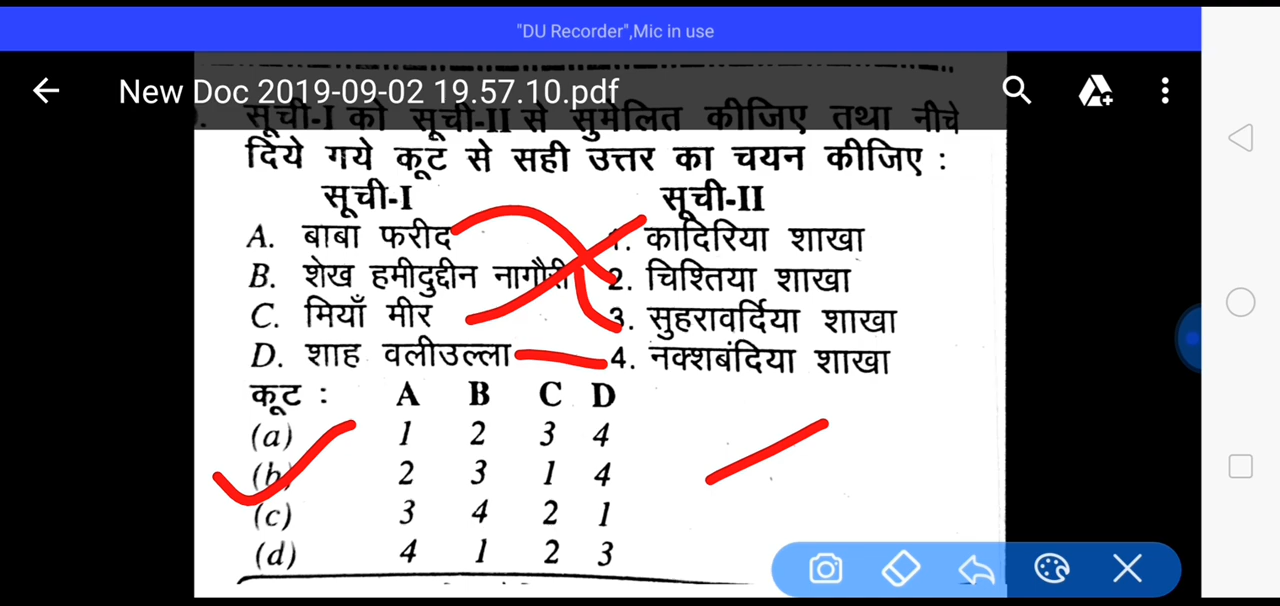 "DU Recorder",Mic in use
New Doc 2019-09-02 19.57.10.pdf
सूची-I को सूची-II से सुमेलित कीजिए तथा नीचे
दिये गये कूट से सही उत्तर का चयन कीजिए :
सूची-I सूची-II
A. बाबा फरीद 1. कादिरिया शाखा
B. शेख हमीदुद्दीन नागौरी 2. चिश्तिया शाखा
C. मियाँ मीर 3. सुहरावर्दिया शाखा
D. शाह वलीउल्ला 4. नक्शबंदिया शाखा
कूट : A B C D
(a) 1 2 3 4
(b) 2 3 1 4
(c) 3 4 2 1
(d) 4 1 2 3